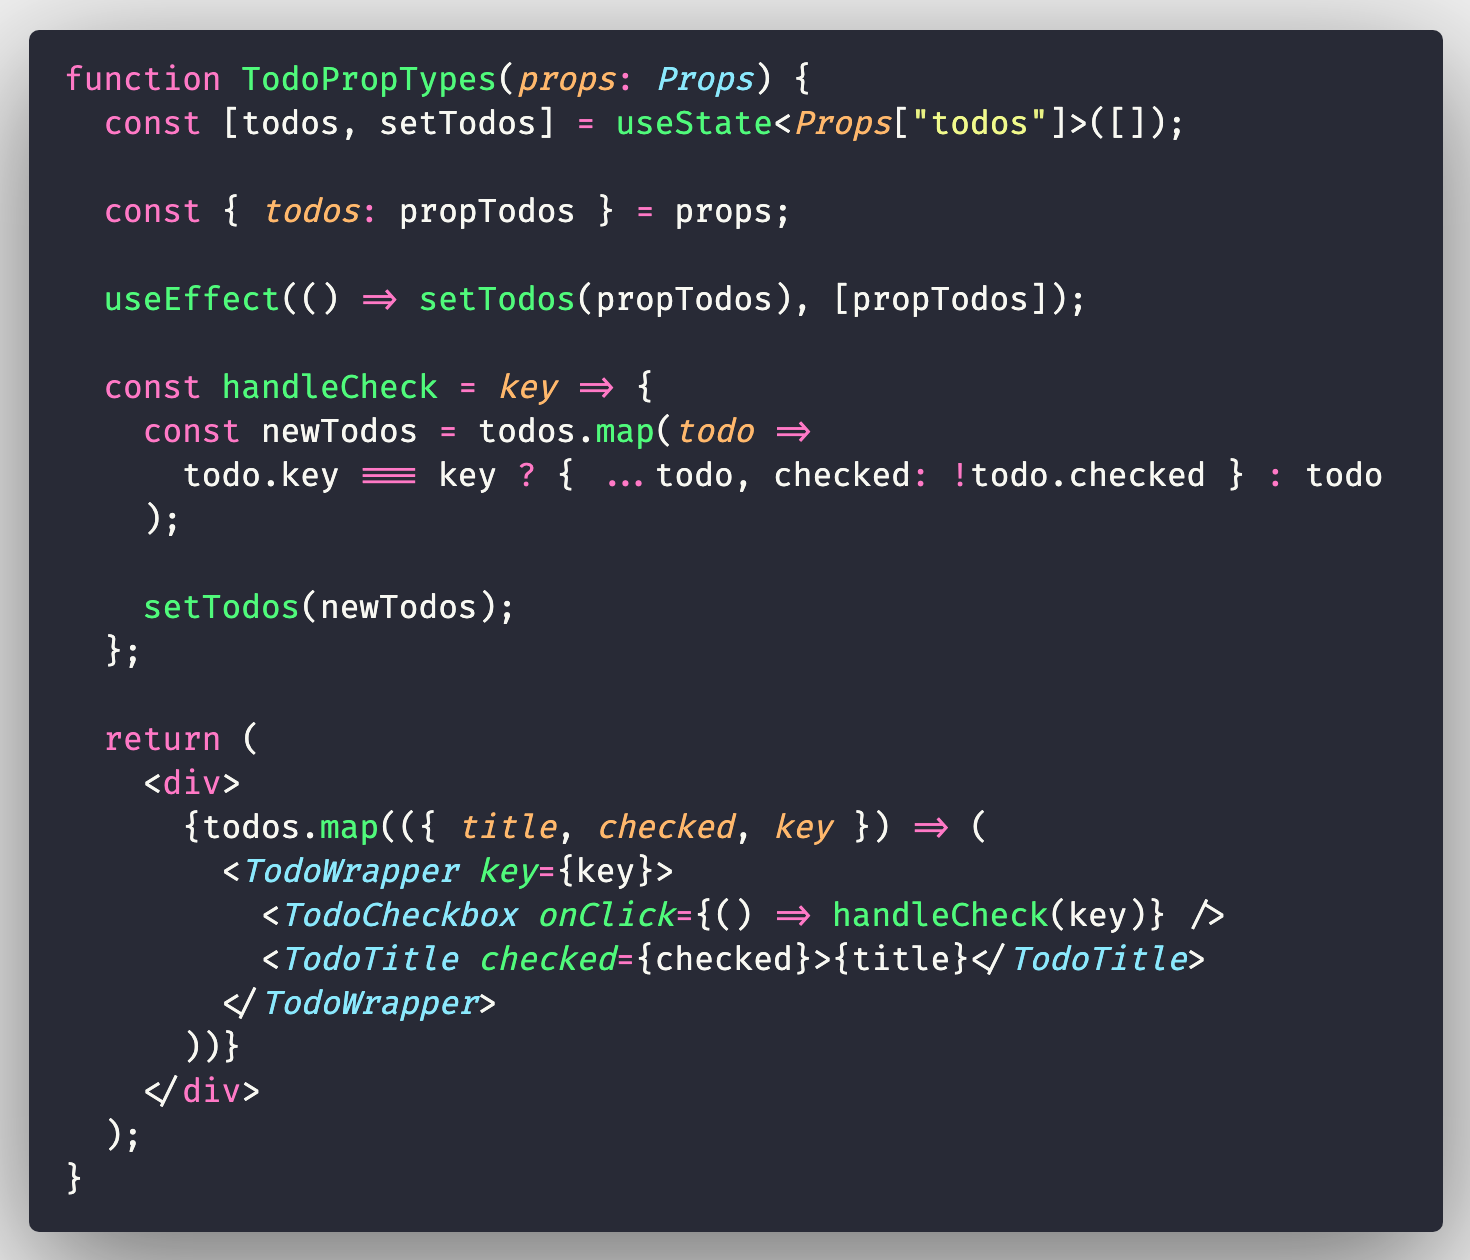 function TodoPropTypes(props: Props) {
  const [todos, setTodos] = useState<Props["todos"]>([]);

  const { todos: propTodos } = props;

  useEffect(() => setTodos(propTodos), [propTodos]);

  const handleCheck = key => {
    const newTodos = todos.map(todo =>
      todo.key === key ? { ...todo, checked: !todo.checked } : todo
    );

    setTodos(newTodos);
  };

  return (
    <div>
      {todos.map(({ title, checked, key }) => (
        <TodoWrapper key={key}>
          <TodoCheckbox onClick={() => handleCheck(key)} />
          <TodoTitle checked={checked}>{title}</TodoTitle>
        </TodoWrapper>
      ))}
    </div>
  );
}